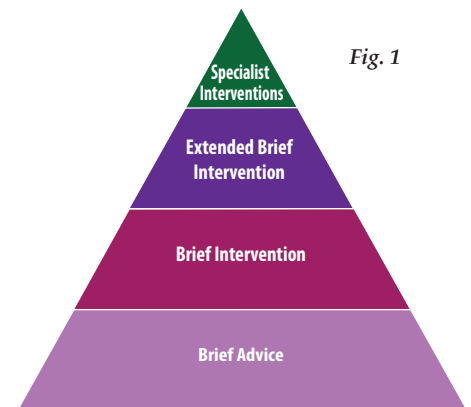 Fig. 1
Specialist
Interventions
Extended Brief
Intervention
Brief Intervention
Brief Advice